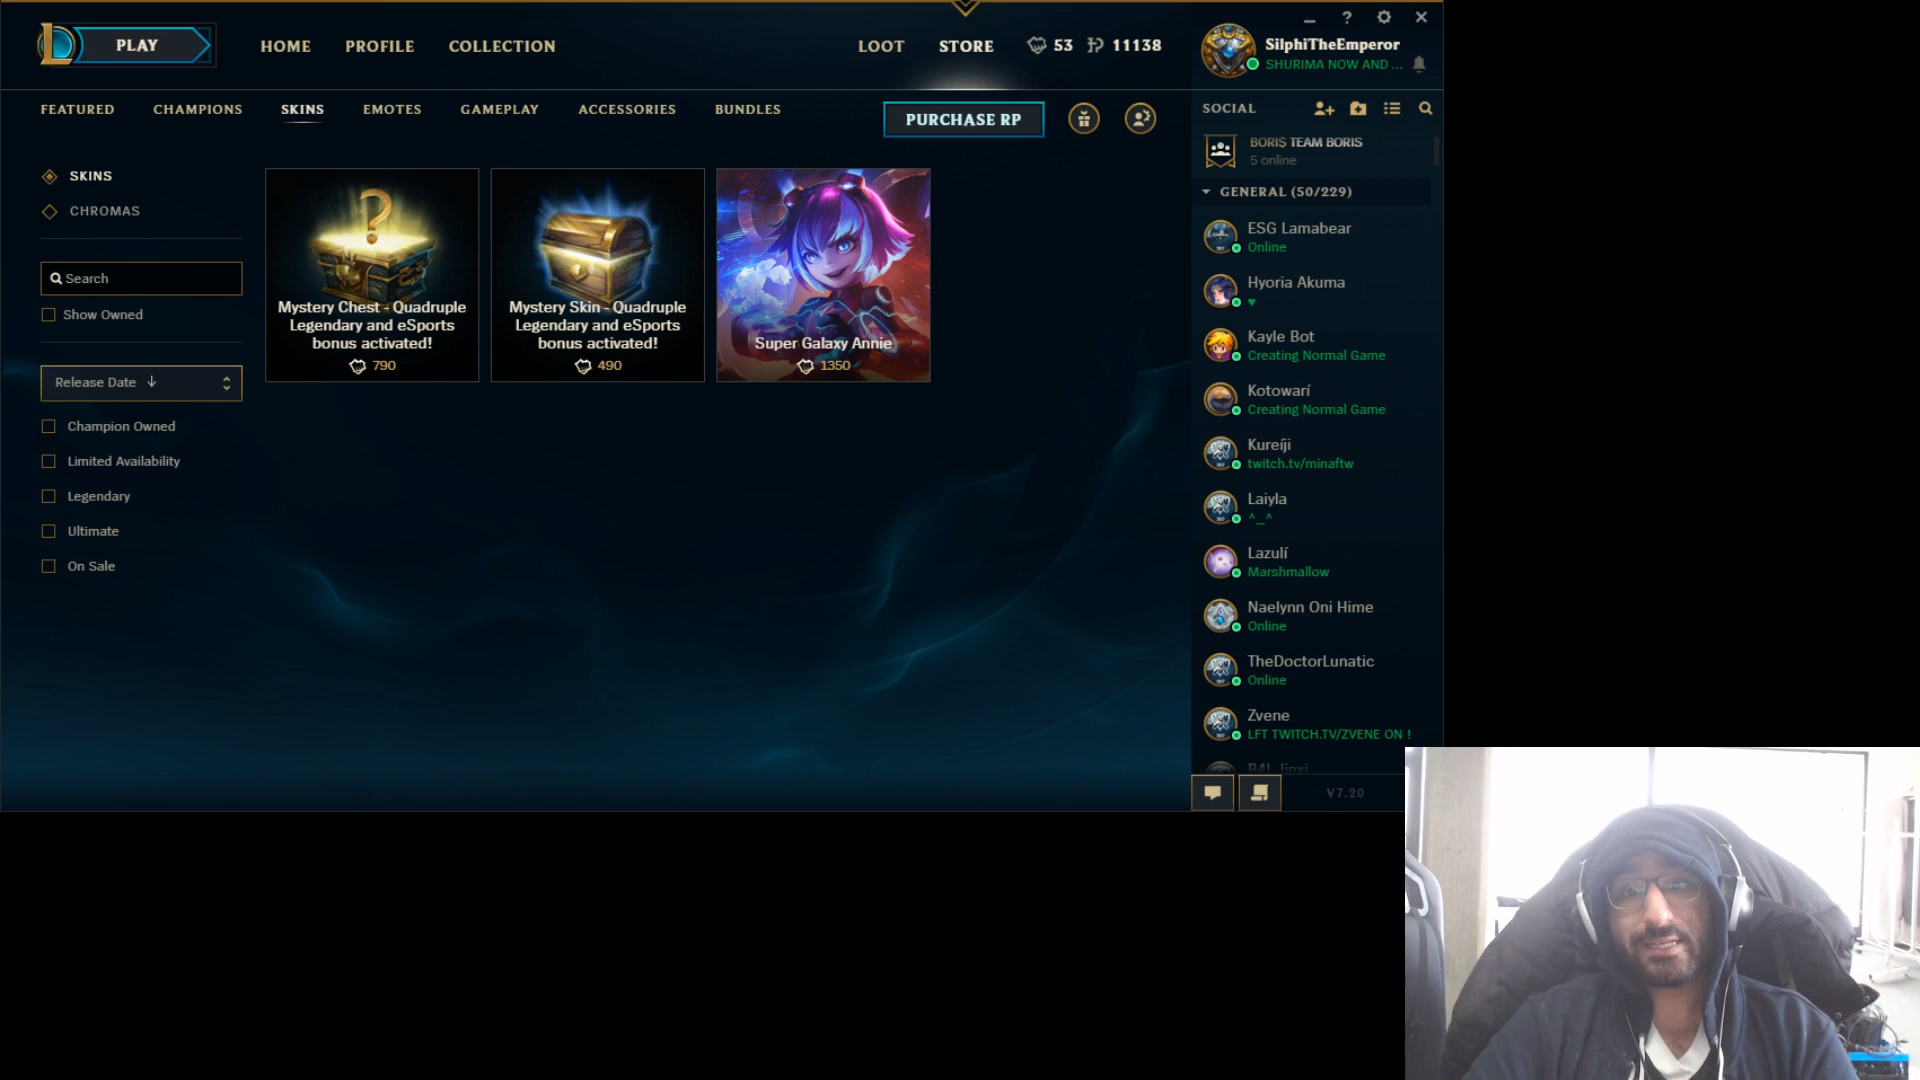 PLAY
HOME
PROFILE
COLLECTION
LOOT
STORE
53
11138
SilphiTheEmperor
SHURIMA NOW AND ...
FEATURED
CHAMPIONS
SKINS
EMOTES
GAMEPLAY
ACCESSORIES
BUNDLES
PURCHASE RP
SKINS
CHROMAS
Search
Show Owned
Release Date
Champion Owned
Limited Availability
Legendary
Ultimate
On Sale
Mystery Chest - Quadruple
Legendary and eSports
bonus activated!
790
Mystery Skin - Quadruple
Legendary and eSports
bonus activated!
490
Super Galaxy Annie
1350
SOCIAL
BORI$ TEAM BORIS
5 online
GENERAL (50/229)
ESG Lamabear
Online
Hyoria Akuma
♥
Kayle Bot
Creating Normal Game
Kotowarí
Creating Normal Game
Kureíji
twitch.tv/minaftw
Laiyla
^_^
Lazulí
Marshmallow
Naelynn Oni Hime
Online
TheDoctorLunatic
Online
Zvene
LFT TWITCH.TV/ZVENE ON !
V7.20